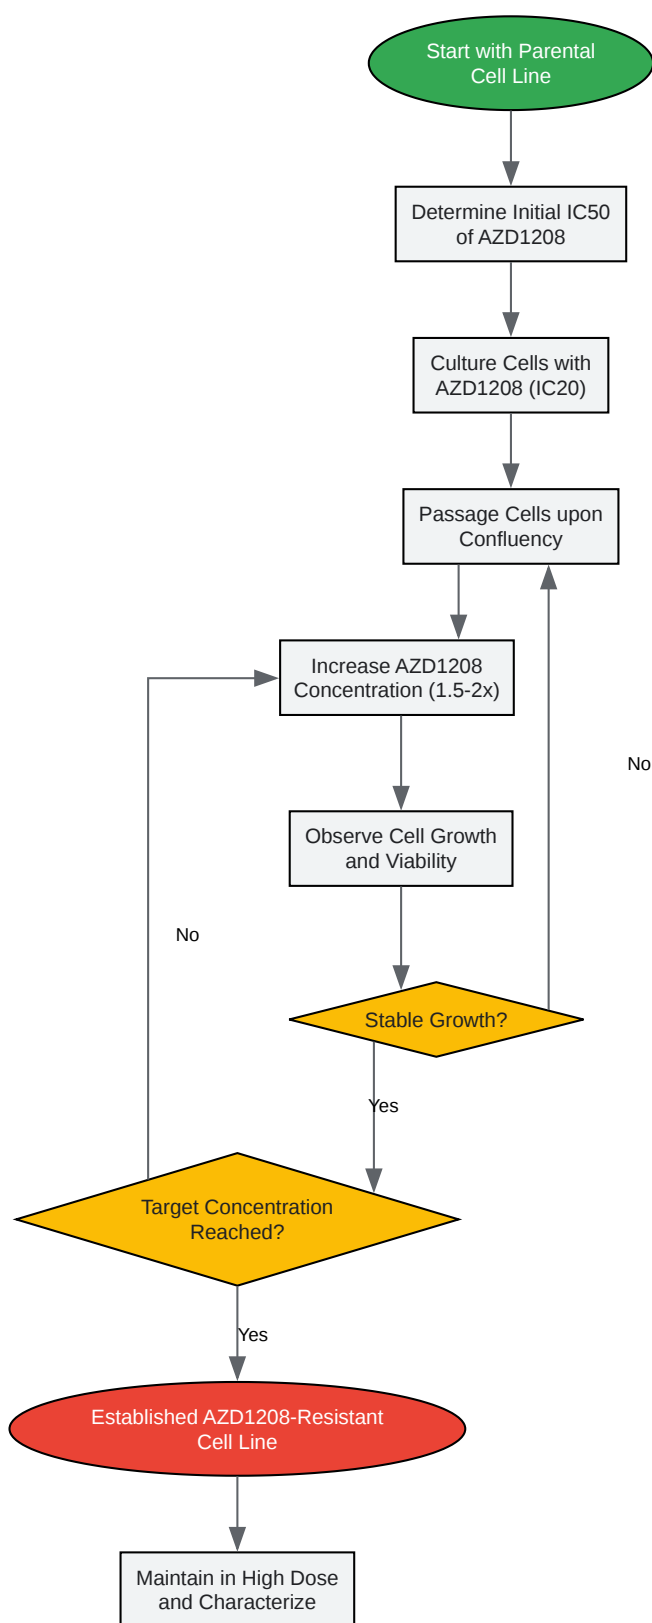 Start with Parental
Cell Line
Determine Initial IC50
of AZD1208
Culture Cells with
AZD1208 (IC20)
Passage Cells upon
Confluency
Increase AZD1208
Concentration (1.5-2x)
No
Observe Cell Growth
and Viability
No
Stable Growth?
Yes
Target Concentration
Reached?
Yes
Established AZD1208-Resistant
Cell Line
Maintain in High Dose
and Characterize